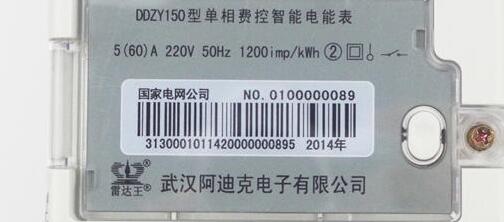 DDZY150型单相费控智能电能表
5(60)A 220V 50Hz 1200imp/kWh ②
国家电网公司 NO. 0100000089
3130001011420000000895 2014年
雷达王 武汉阿迪克电子有限公司